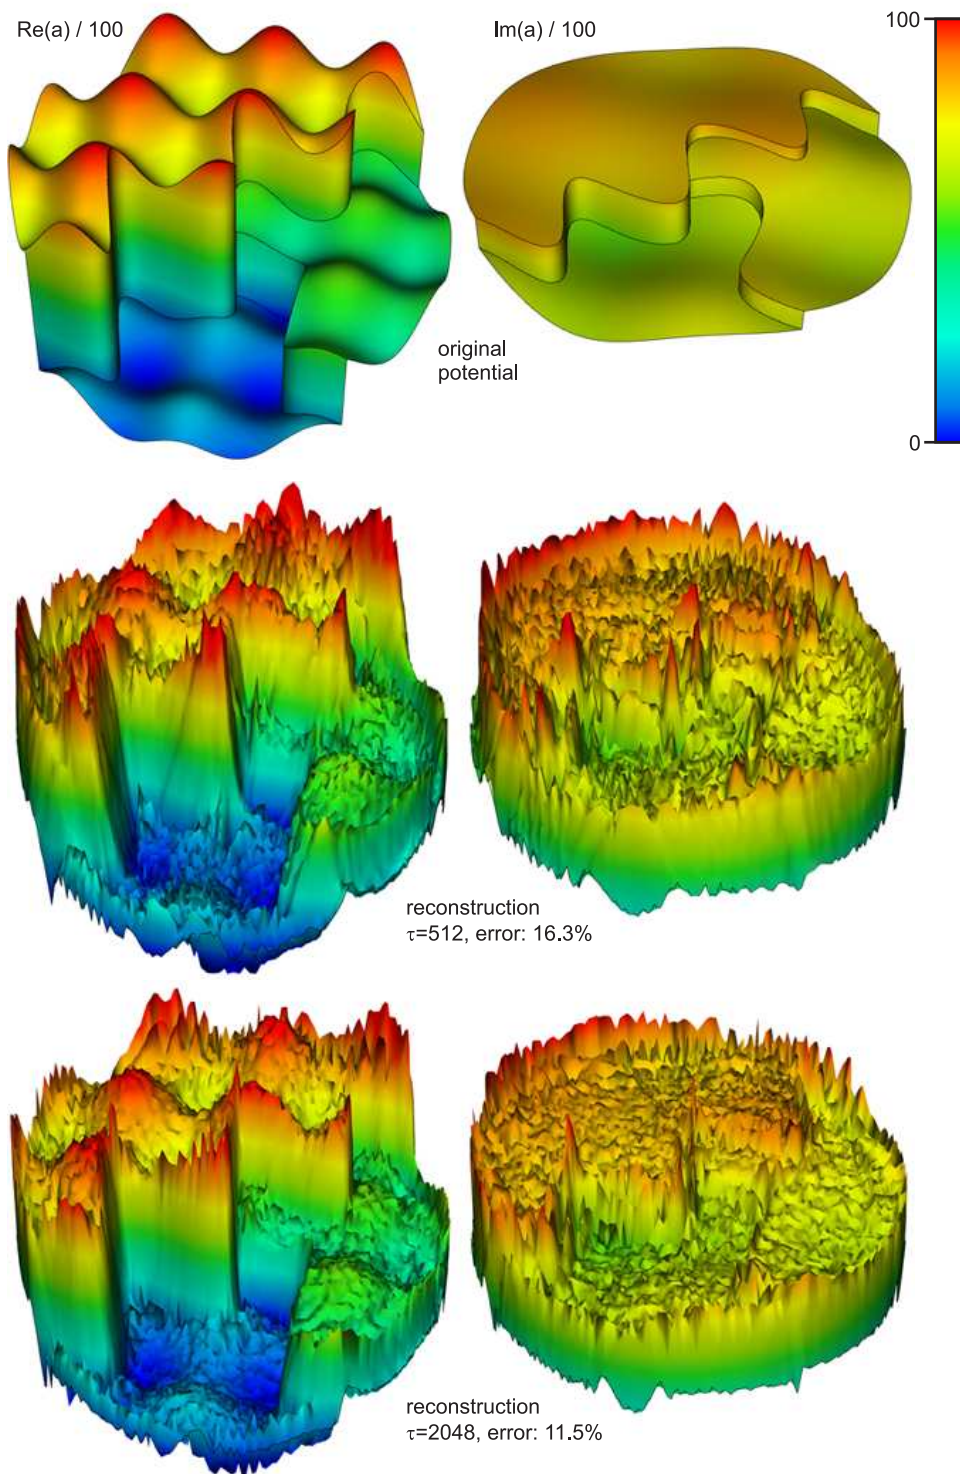 Re(a) / 100
Im(a) / 100
100
original
potential
0
reconstruction
τ=512, error: 16.3%
reconstruction
τ=2048, error: 11.5%